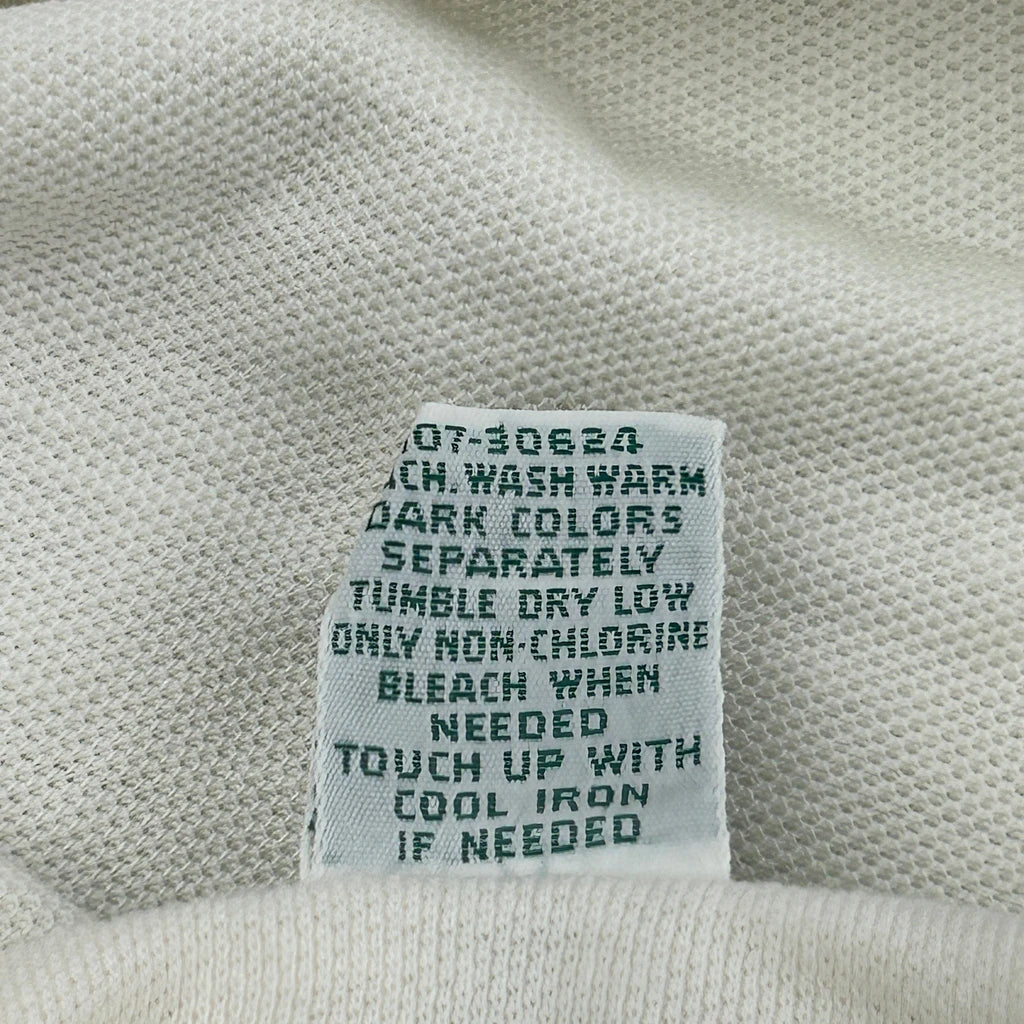 07-30624
CH. WASH WARM
DARK COLORS
SEPARATELY
TUMBLE DRY LOW
ONLY NON-CHLORINE
BLEACH WHEN
NEEDED
TOUCH UP WITH
COOL IRON
IF NEEDED